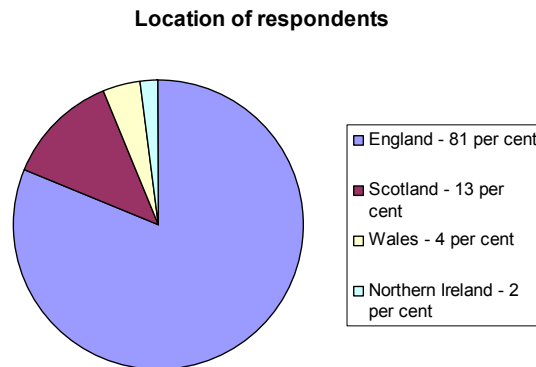 Location of respondents
England - 81 per cent
Scotland - 13 per
cent
Wales - 4 per cent
Northern Ireland - 2
per cent